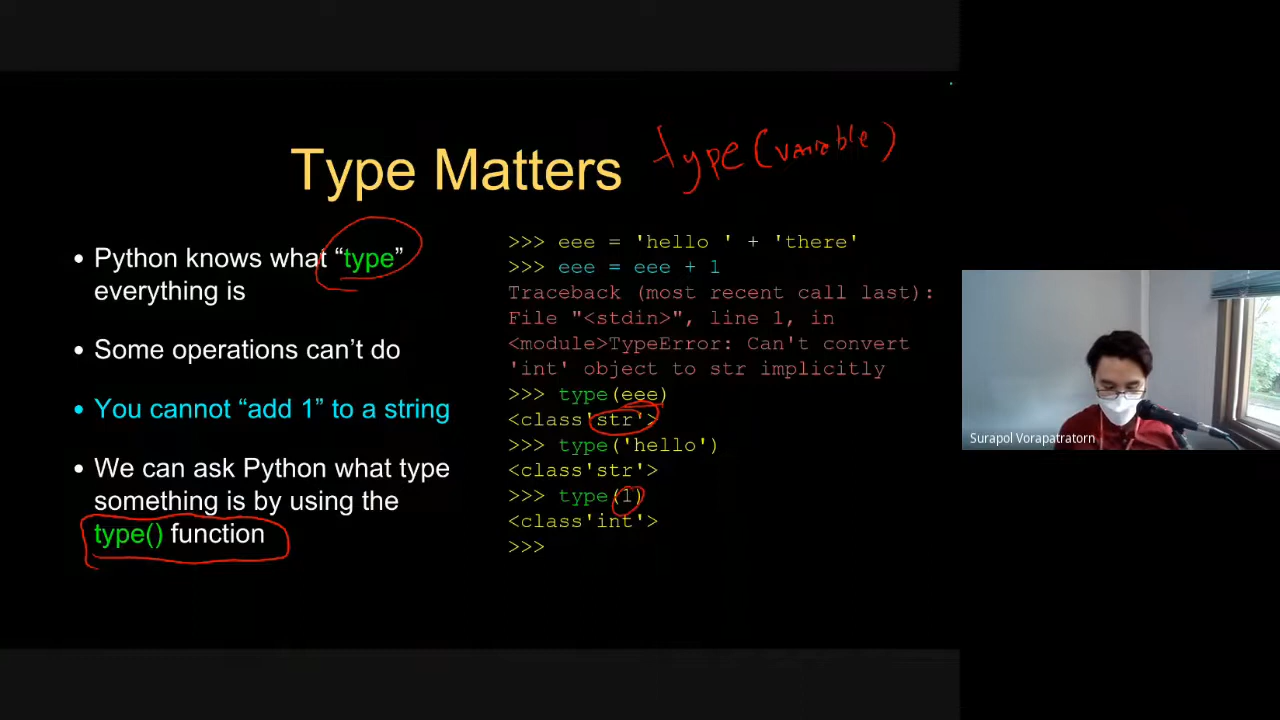 Type Matters
type(variable)
• Python knows what “type”
everything is
• Some operations can’t do
• You cannot “add 1” to a string
• We can ask Python what type
something is by using the
type() function
>>> eee = 'hello ' + 'there'
>>> eee = eee + 1
Traceback (most recent call last):
File "<stdin>", line 1, in
<module>TypeError: Can't convert
'int' object to str implicitly
>>> type(eee)
<class'str'>
>>> type('hello')
<class'str'>
>>> type(1)
<class'int'>
>>>
Surapol Vorapatratorn